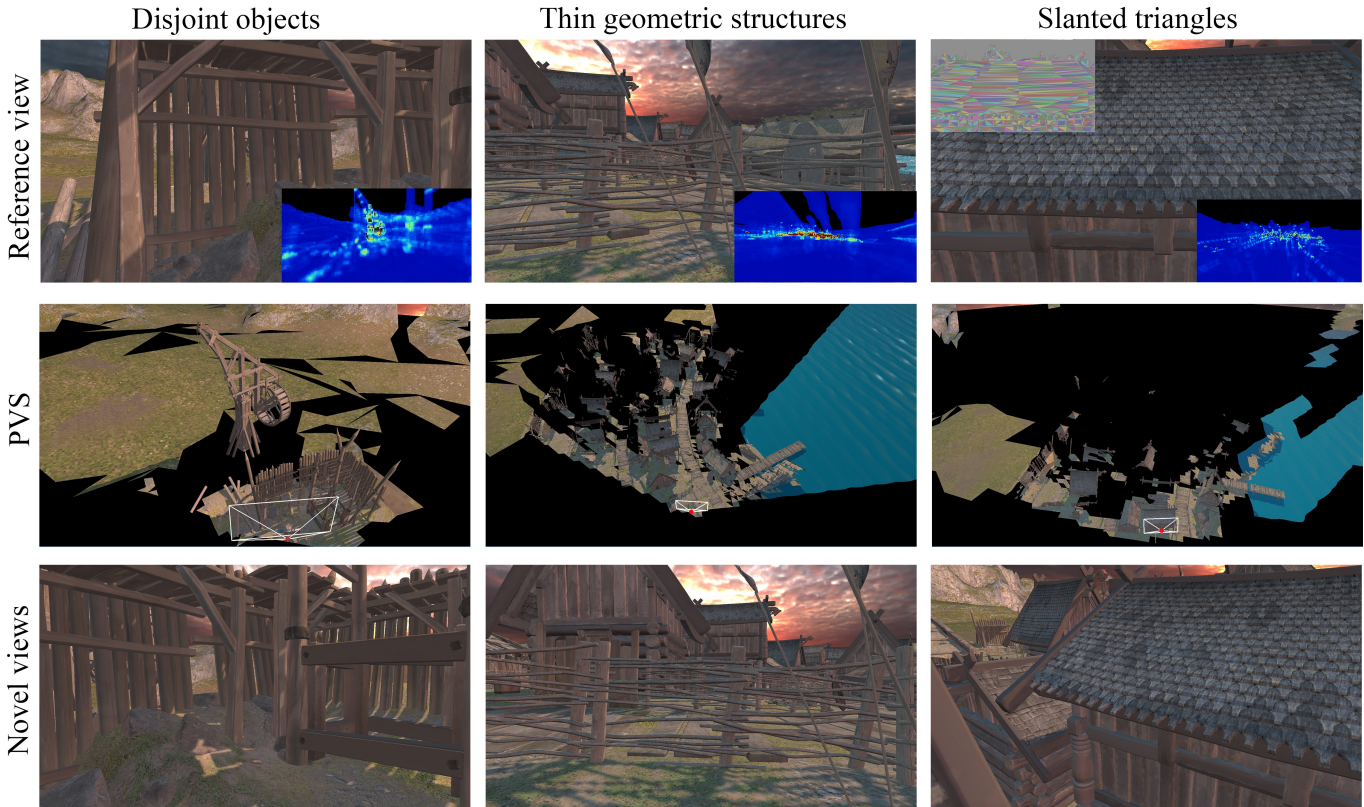 Disjoint objects
Thin geometric structures
Slanted triangles
Reference view
PVS
Novel views